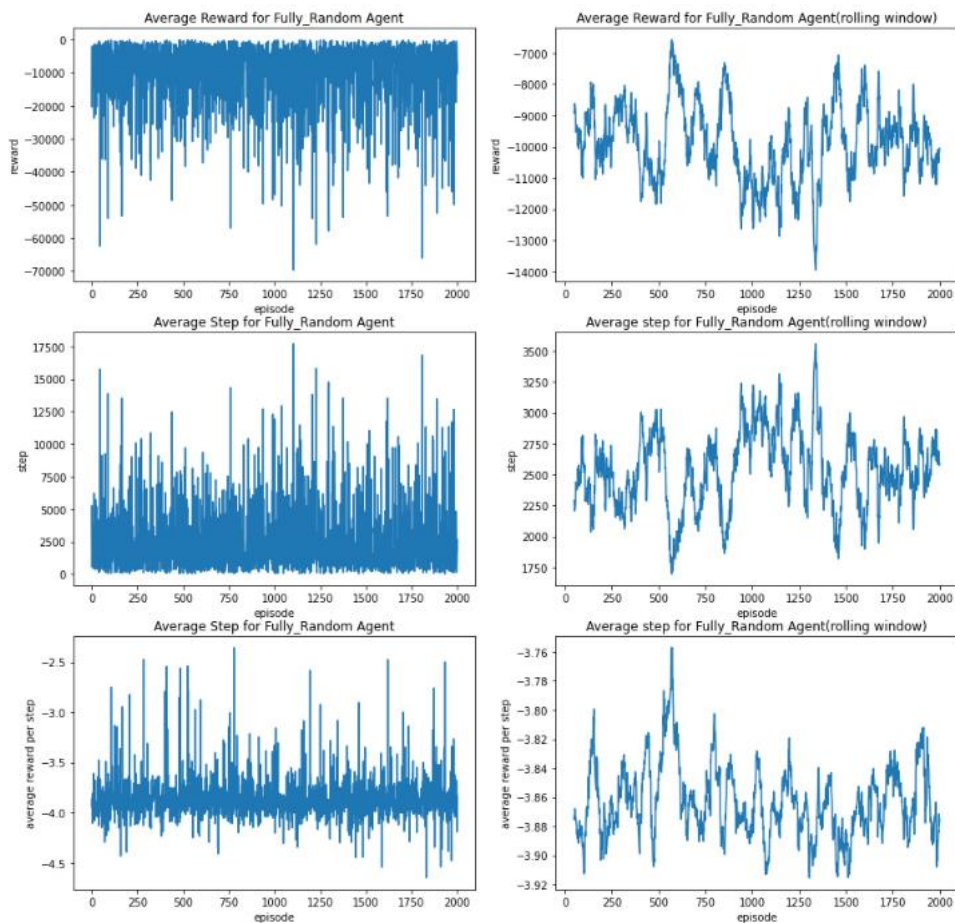 Average Reward for Fully_Random Agent
0
−10000
−20000
−30000
−40000
−50000
−60000
−70000
reward
0 250 500 750 1000 1250 1500 1750 2000
episode
Average Reward for Fully_Random Agent(rolling window)
−7000
−8000
−9000
−10000
−11000
−12000
−13000
−14000
reward
0 250 500 750 1000 1250 1500 1750 2000
episode
Average Step for Fully_Random Agent
17500
15000
12500
10000
7500
5000
2500
0
step
0 250 500 750 1000 1250 1500 1750 2000
episode
Average step for Fully_Random Agent(rolling window)
3500
3250
3000
2750
2500
2250
2000
1750
step
0 250 500 750 1000 1250 1500 1750 2000
episode
Average Step for Fully_Random Agent
−2.5
−3.0
−3.5
−4.0
−4.5
average reward per step
0 250 500 750 1000 1250 1500 1750 2000
episode
Average step for Fully_Random Agent(rolling window)
−3.76
−3.78
−3.80
−3.82
−3.84
−3.86
−3.88
−3.90
−3.92
average reward per step
0 250 500 750 1000 1250 1500 1750 2000
episode